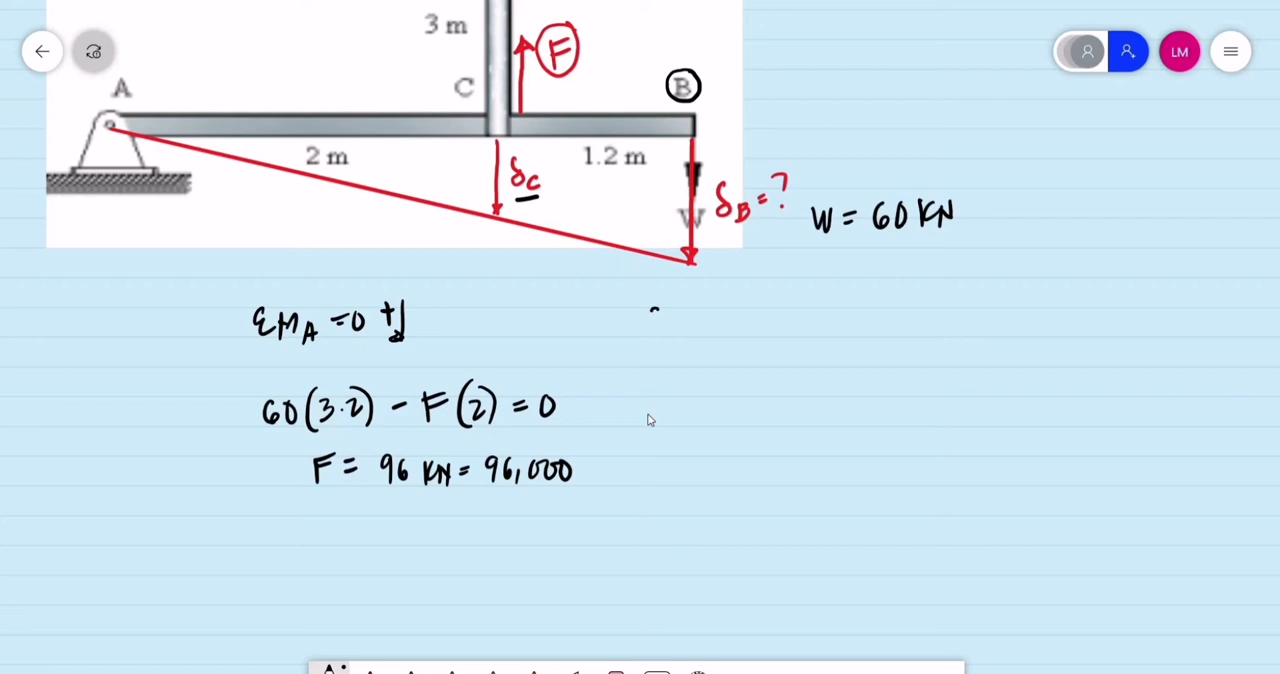 3 m
F
A
C
B
2 m
1.2 m
δc
δB = ?
W
W = 60 KN
LM
ΣMA = 0 +
60(3.2) - F(2) = 0
F = 96 KN = 96,000